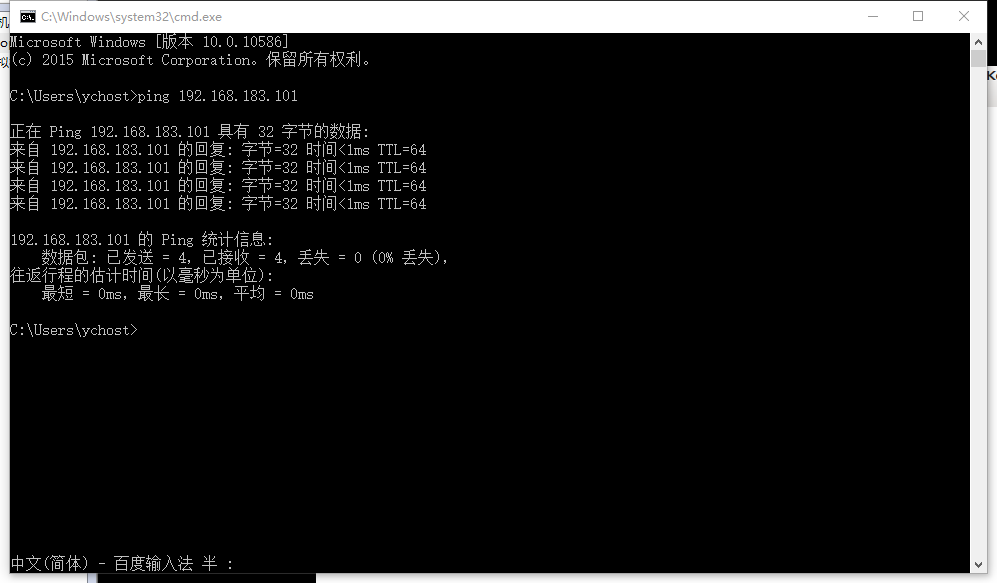 C:\Windows\system32\cmd.exe
Microsoft Windows [版本 10.0.10586]
(c) 2015 Microsoft Corporation。保留所有权利。
C:\Users\ychost>ping 192.168.183.101
正在 Ping 192.168.183.101 具有 32 字节的数据:
来自 192.168.183.101 的回复: 字节=32 时间<1ms TTL=64
来自 192.168.183.101 的回复: 字节=32 时间<1ms TTL=64
来自 192.168.183.101 的回复: 字节=32 时间<1ms TTL=64
来自 192.168.183.101 的回复: 字节=32 时间<1ms TTL=64
192.168.183.101 的 Ping 统计信息:
数据包: 已发送 = 4，已接收 = 4，丢失 = 0 (0% 丢失)，
往返行程的估计时间(以毫秒为单位):
最短 = 0ms，最长 = 0ms，平均 = 0ms
C:\Users\ychost>
中文(简体) - 百度输入法 半 :